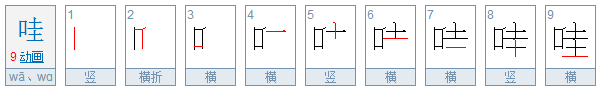 哇 1 2 3 4 5 6 7 8 9
9 动画
wā、wɑ 竖 横折 横 横 竖 横 横 竖 横